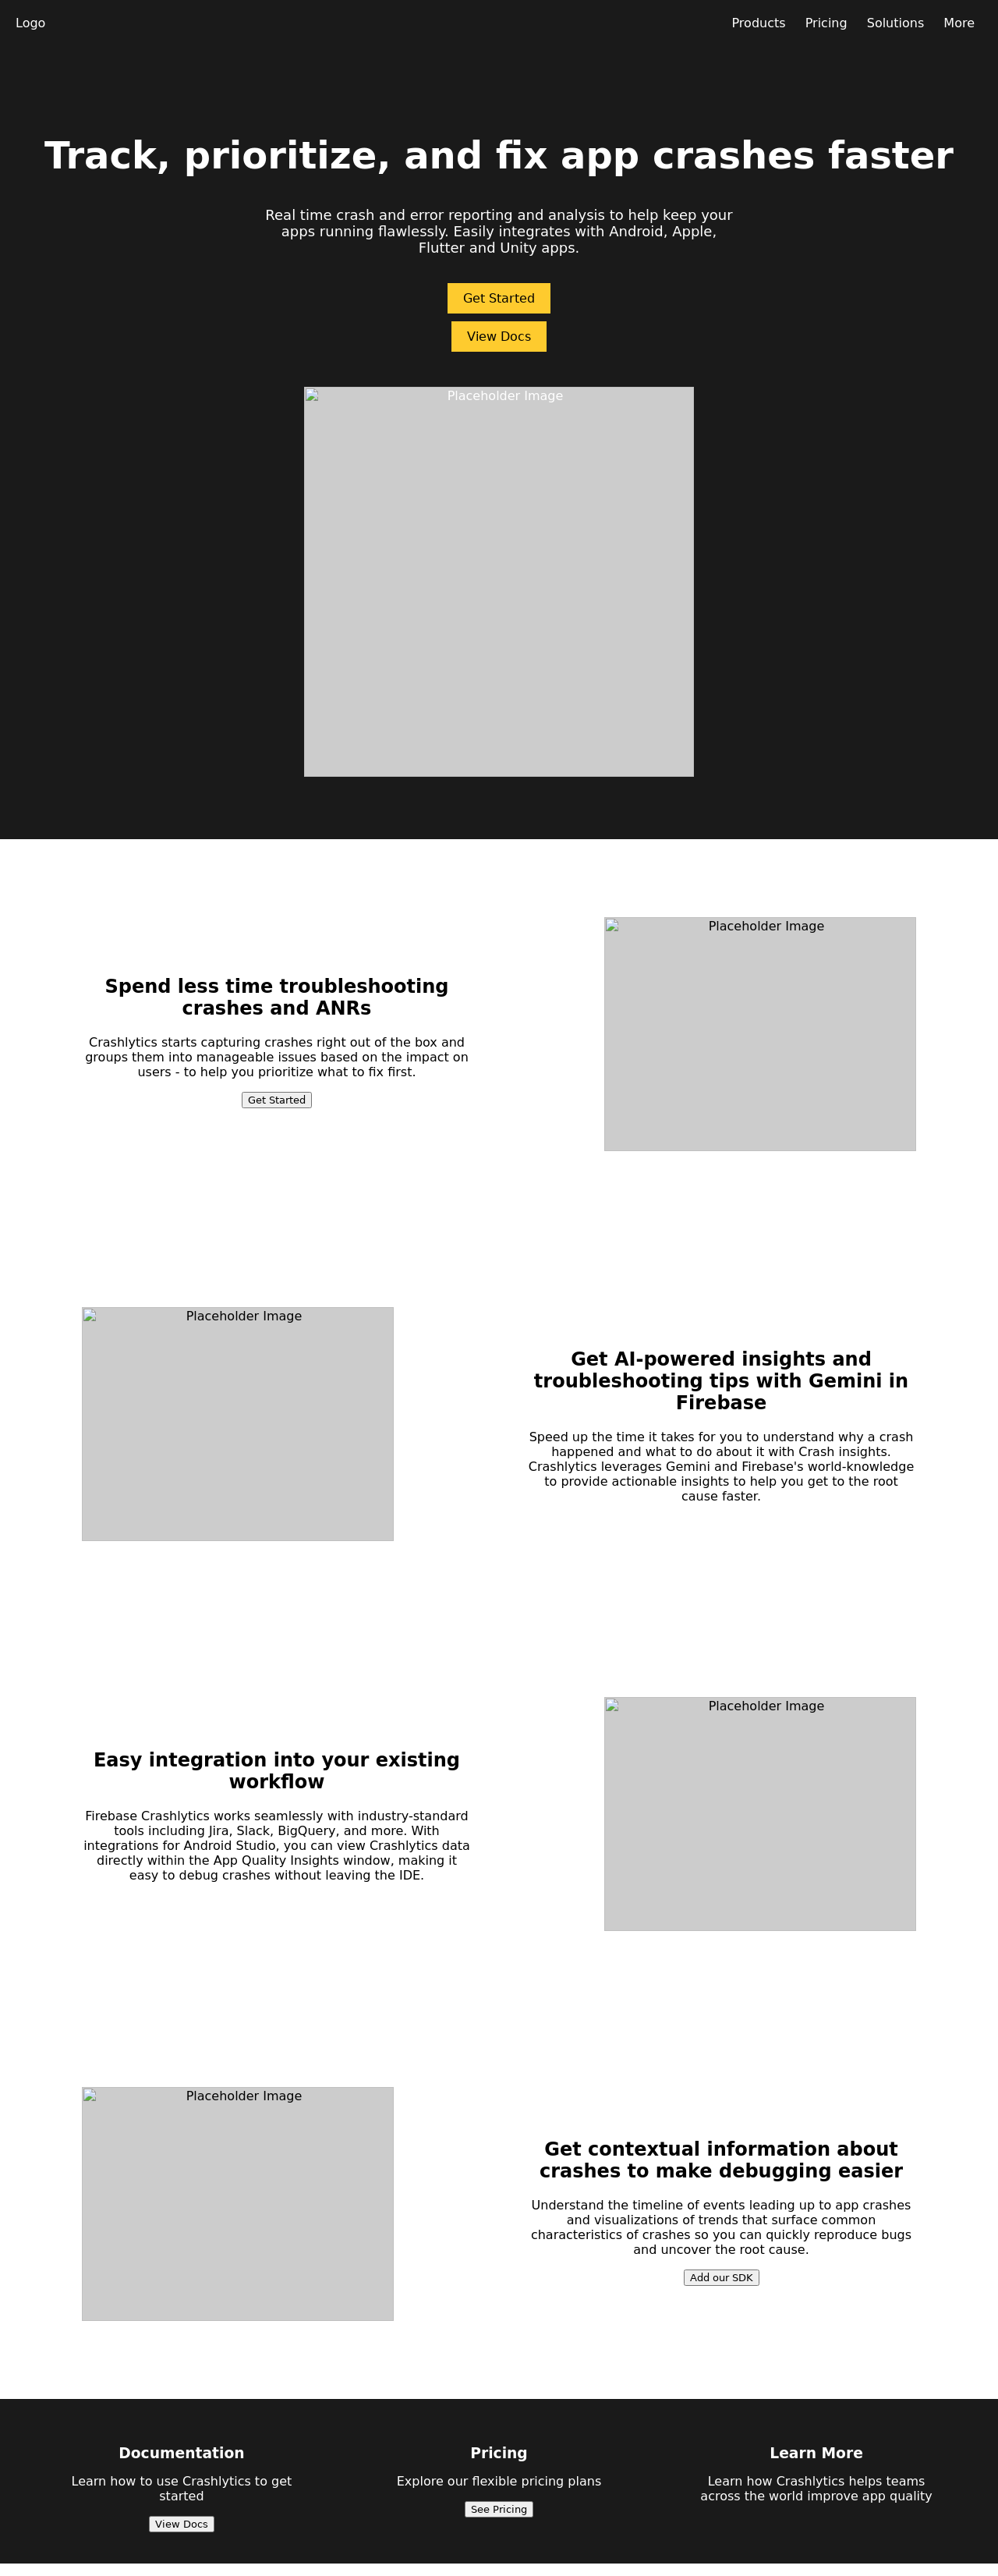 Logo
Products Pricing Solutions More
Track, prioritize, and fix app crashes faster
Real time crash and error reporting and analysis to help keep your
apps running flawlessly. Easily integrates with Android, Apple,
Flutter and Unity apps.
Get Started
View Docs
Placeholder Image
Placeholder Image
Spend less time troubleshooting
crashes and ANRs
Crashlytics starts capturing crashes right out of the box and
groups them into manageable issues based on the impact on
users - to help you prioritize what to fix first.
Get Started
Placeholder Image
Get AI-powered insights and
troubleshooting tips with Gemini in
Firebase
Speed up the time it takes for you to understand why a crash
happened and what to do about it with Crash insights.
Crashlytics leverages Gemini and Firebase's world-knowledge
to provide actionable insights to help you get to the root
cause faster.
Placeholder Image
Easy integration into your existing
workflow
Firebase Crashlytics works seamlessly with industry-standard
tools including Jira, Slack, BigQuery, and more. With
integrations for Android Studio, you can view Crashlytics data
directly within the App Quality Insights window, making it
easy to debug crashes without leaving the IDE.
Placeholder Image
Get contextual information about
crashes to make debugging easier
Understand the timeline of events leading up to app crashes
and visualizations of trends that surface common
characteristics of crashes so you can quickly reproduce bugs
and uncover the root cause.
Add our SDK
Documentation
Learn how to use Crashlytics to get
started
View Docs
Pricing
Explore our flexible pricing plans
See Pricing
Learn More
Learn how Crashlytics helps teams
across the world improve app quality